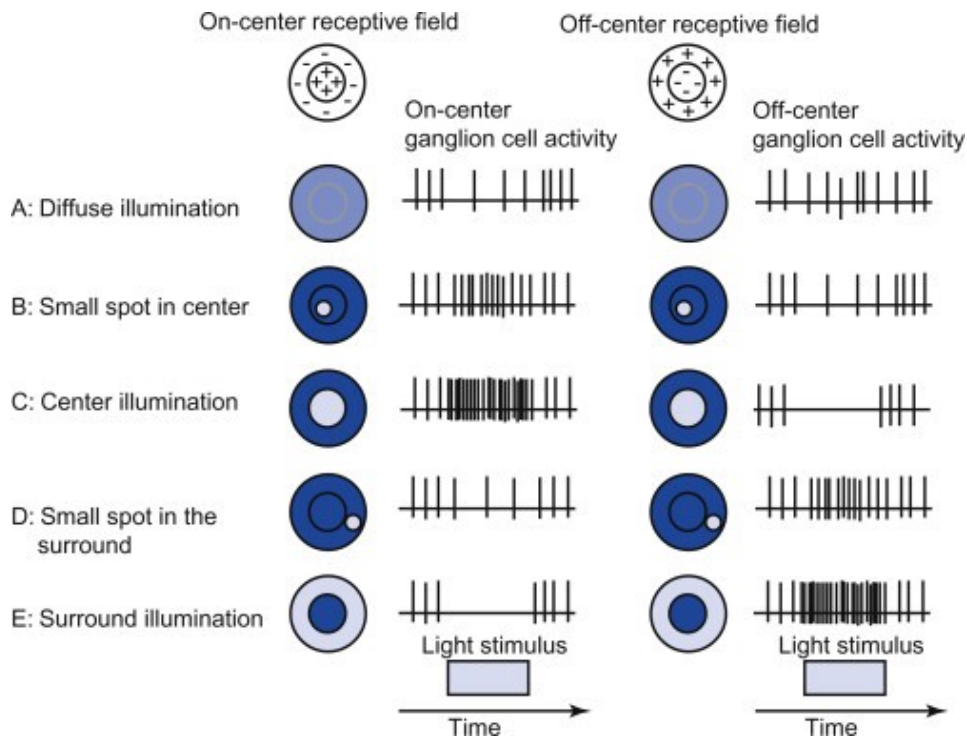 On-center receptive field
Off-center receptive field
On-center
ganglion cell activity
Off-center
ganglion cell activity
A: Diffuse illumination
B: Small spot in center
C: Center illumination
D: Small spot in the
surround
E: Surround illumination
Light stimulus
Light stimulus
Time
Time